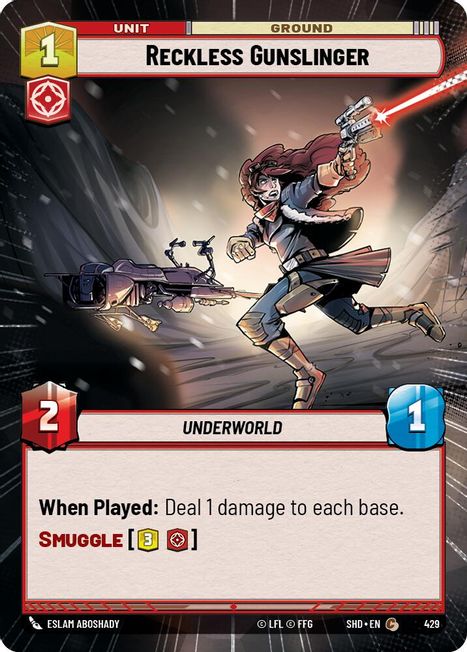 UNIT
GROUND
1
RECKLESS GUNSLINGER
2
UNDERWORLD
1
When Played: Deal 1 damage to each base.
SMUGGLE [3 ]
ESLAM ABOSHADY
© LFL © FFG
SHD • EN
C
429